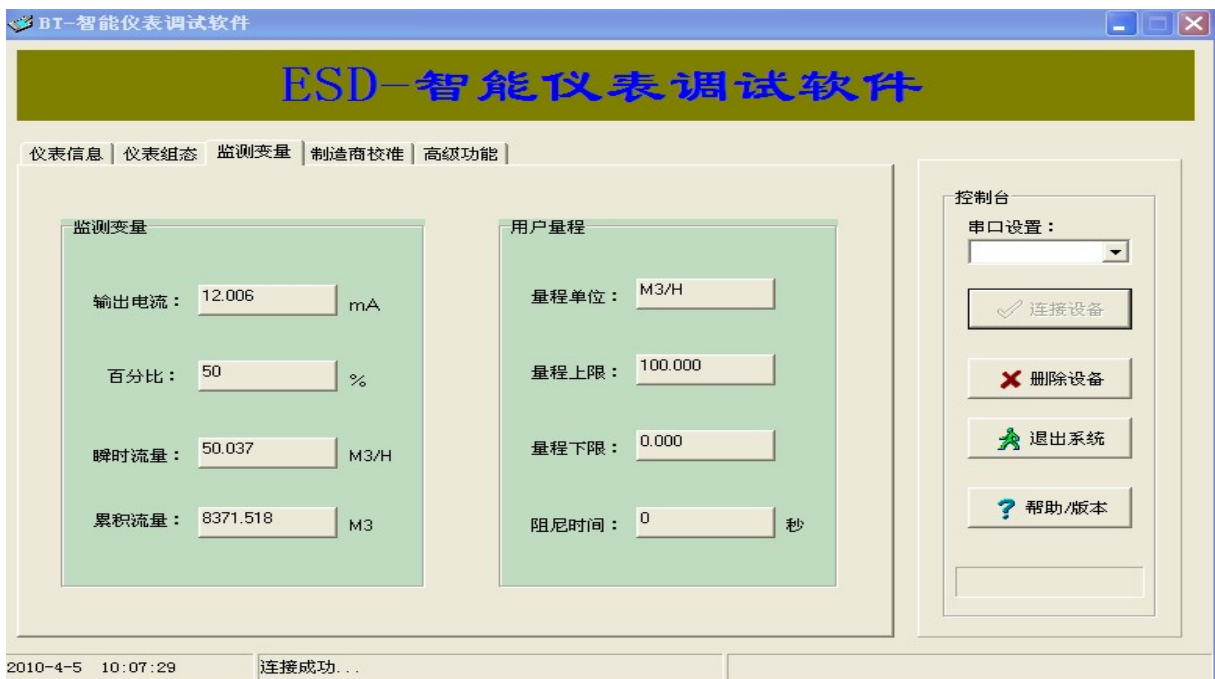 BT-智能仪表调试软件
ESD-智能仪表调试软件
仪表信息 仪表组态 监测变量 制造商校准 高级功能
监测变量
输出电流： 12.006 mA
百分比： 50 %
瞬时流量： 50.037 M3/H
累积流量： 8371.518 M3
用户量程
量程单位： M3/H
量程上限： 100.000
量程下限： 0.000
阻尼时间： 0 秒
控制台
串口设置：
连接设备
删除设备
退出系统
帮助/版本
2010-4-5 10:07:29 连接成功...